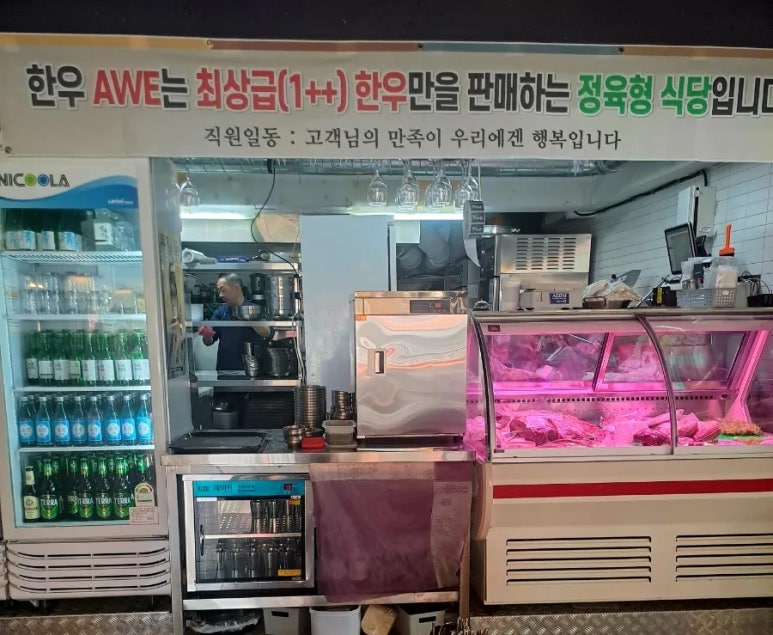 한우 AWE는 최상급(1++) 한우만을 판매하는 정육형 식당입니다
직원일동 : 고객님의 만족이 우리에겐 행복입니다
NICOOLA
TERRA TERRA TERRA